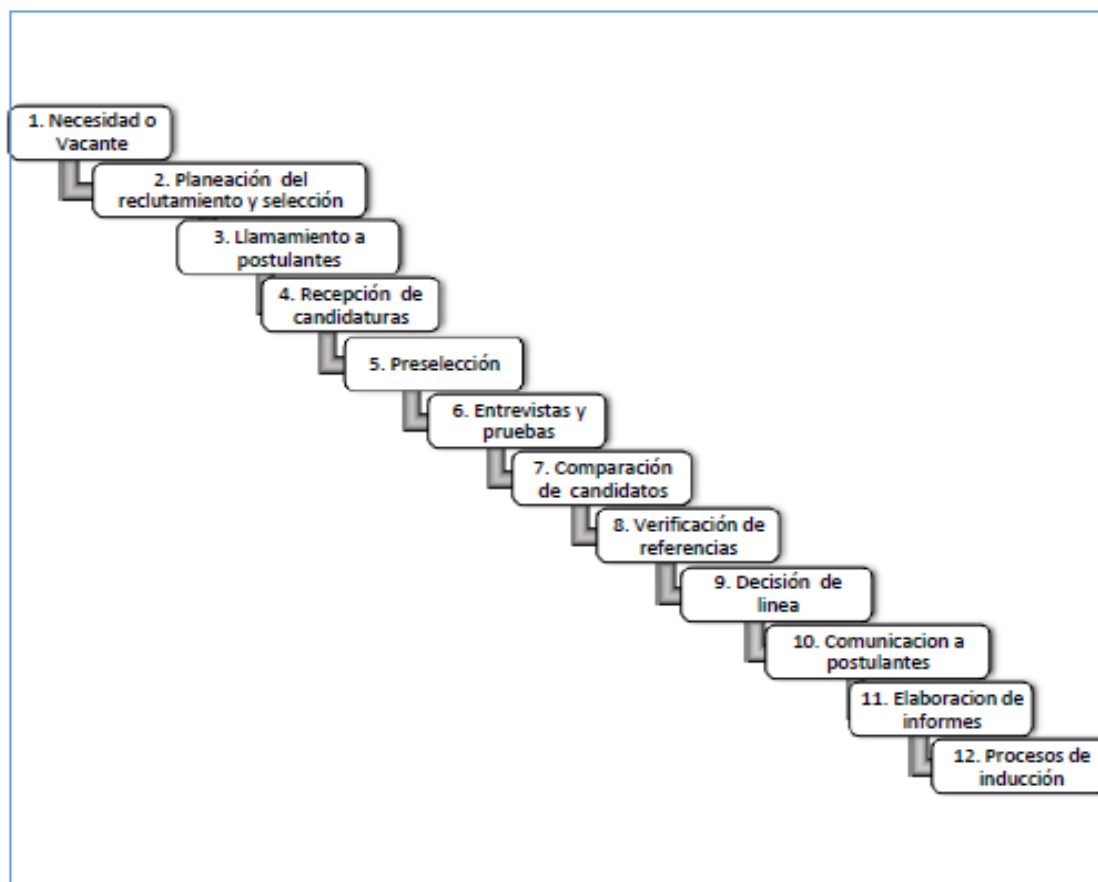 1. Necesidad o
Vacante
2. Planeación del
reclutamiento y selección
3. Llamamiento a
postulantes
4. Recepción de
candidaturas
5. Preselección
6. Entrevistas y
pruebas
7. Comparación
de candidatos
8. Verificación de
referencias
9. Decisión de
linea
10. Comunicacion a
postulantes
11. Elaboracion de
informes
12. Procesos de
inducción